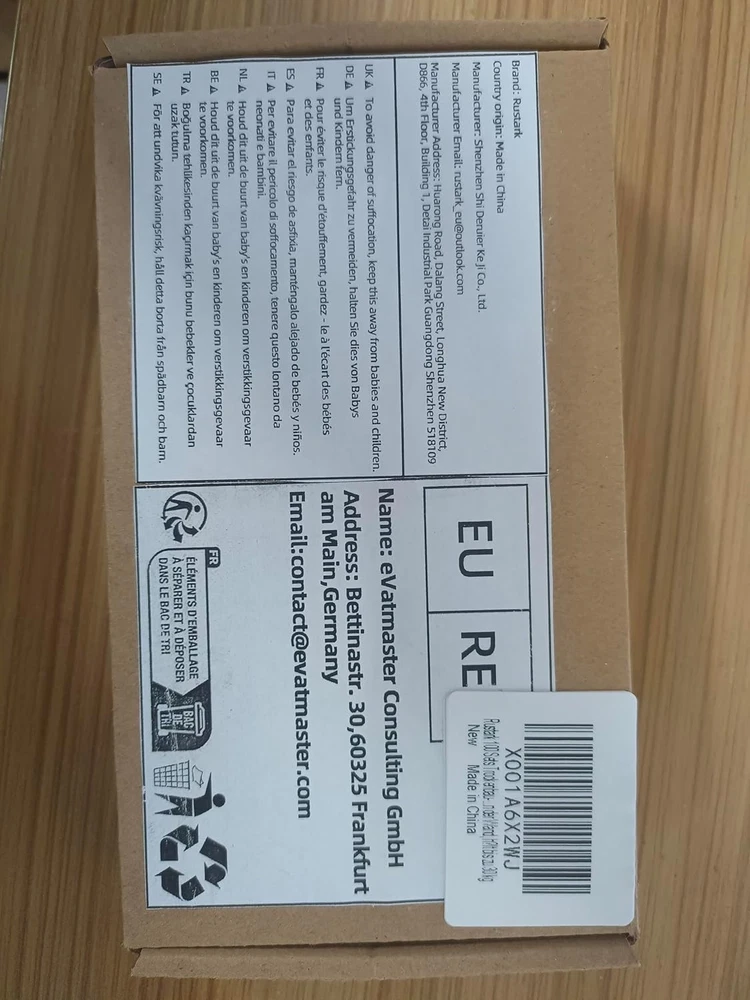 Brand: Rustark
Country origin: Made in China
Manufacturer: Shenzhen Shi Deruier Ke Ji Co., Ltd.
Manufacturer Email: rustark_eu@outlook.com
Manufacturer Address: Huarong Road, Dalang Street, Longhua New District,
D866, 4th Floor, Building 1, Detai Industrial Park Guangdong Shenzhen 518109
UK To avoid danger of suffocation, keep this away from babies and children.
DE Um Erstickungsgefahr zu vermeiden, halten Sie dies von Babys
und Kindern fern.
FR Pour éviter le risque d'étouffement, gardez - le à l'écart des bébés
et des enfants.
ES Para evitar el riesgo de asfixia, manténgalo alejado de bebés y niños.
IT Per evitare il pericolo di soffocamento, tenere questo lontano da
neonati e bambini.
NL Houd dit uit de buurt van baby's en kinderen om verstikkingsgevaar
te voorkomen.
BE Houd dit uit de buurt van baby's en kinderen om verstikkingsgevaar
te voorkomen.
TR Boğulma tehlikesinden kaçırmak için bunu bebekler ve çocuklardan
uzak tutun.
SE För att undvika kvävningsrisk, håll detta borta från spädbarn och barn.
EU RE
Name: eVatmaster Consulting GmbH
Address: Bettinastr. 30,60325 Frankfurt
am Main,Germany
Email:contact@evatmaster.com
FR
ÉLÉMENTS D'EMBALLAGE
À SÉPARER ET À DÉPOSER
DANS LE BAC DE TRI
BAC
DE
TRI
X001A6X2WJ
Rustark 100 Sets
New Made in China